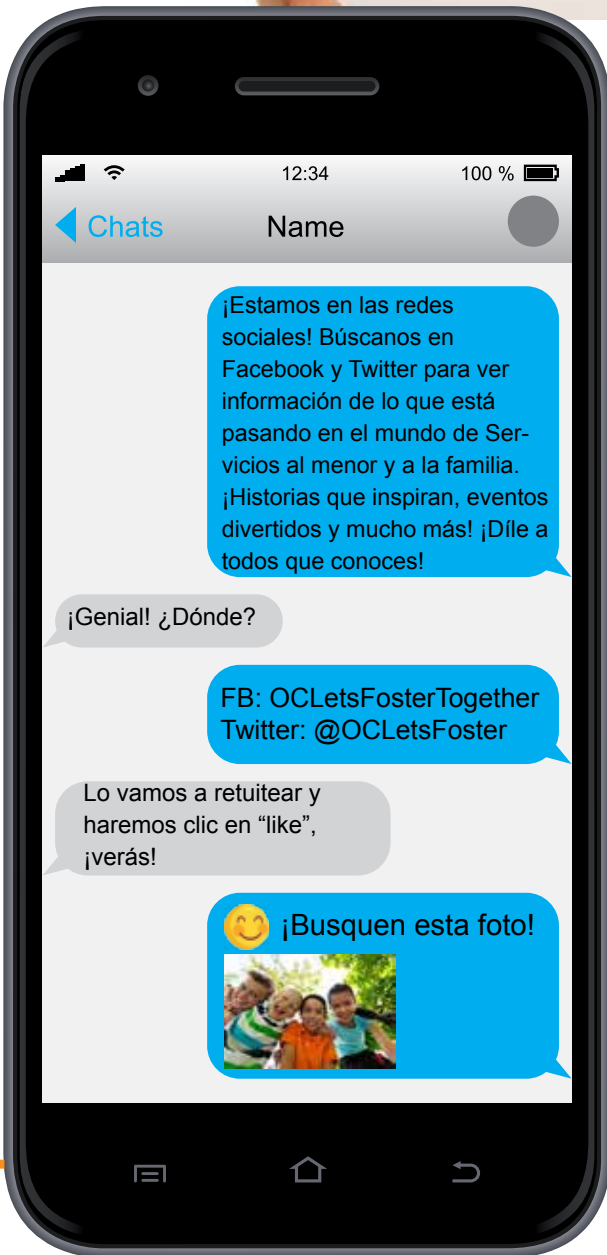 12:34
100 %
Chats
Name
¡Estamos en las redes
sociales! Búscanos en
Facebook y Twitter para ver
información de lo que está
pasando en el mundo de Ser-
vicios al menor y a la familia.
¡Historias que inspiran, eventos
divertidos y mucho más! ¡Díle a
todos que conoces!
¡Genial! ¿Dónde?
FB: OCLetsFosterTogether
Twitter: @OCLetsFoster
Lo vamos a retuitear y
haremos clic en “like”,
¡verás!
¡Busquen esta foto!